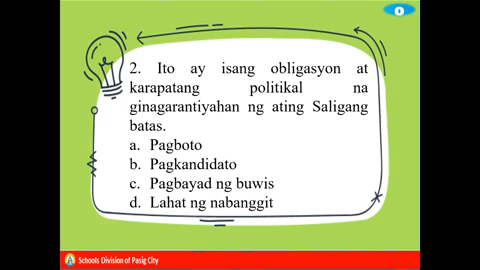 2. Ito ay isang obligasyon at
karapatang politikal na
ginagarantiyahan ng ating Saligang
batas.
a. Pagboto
b. Pagkandidato
c. Pagbayad ng buwis
d. Lahat ng nabanggit
Schools Division of Pasig City